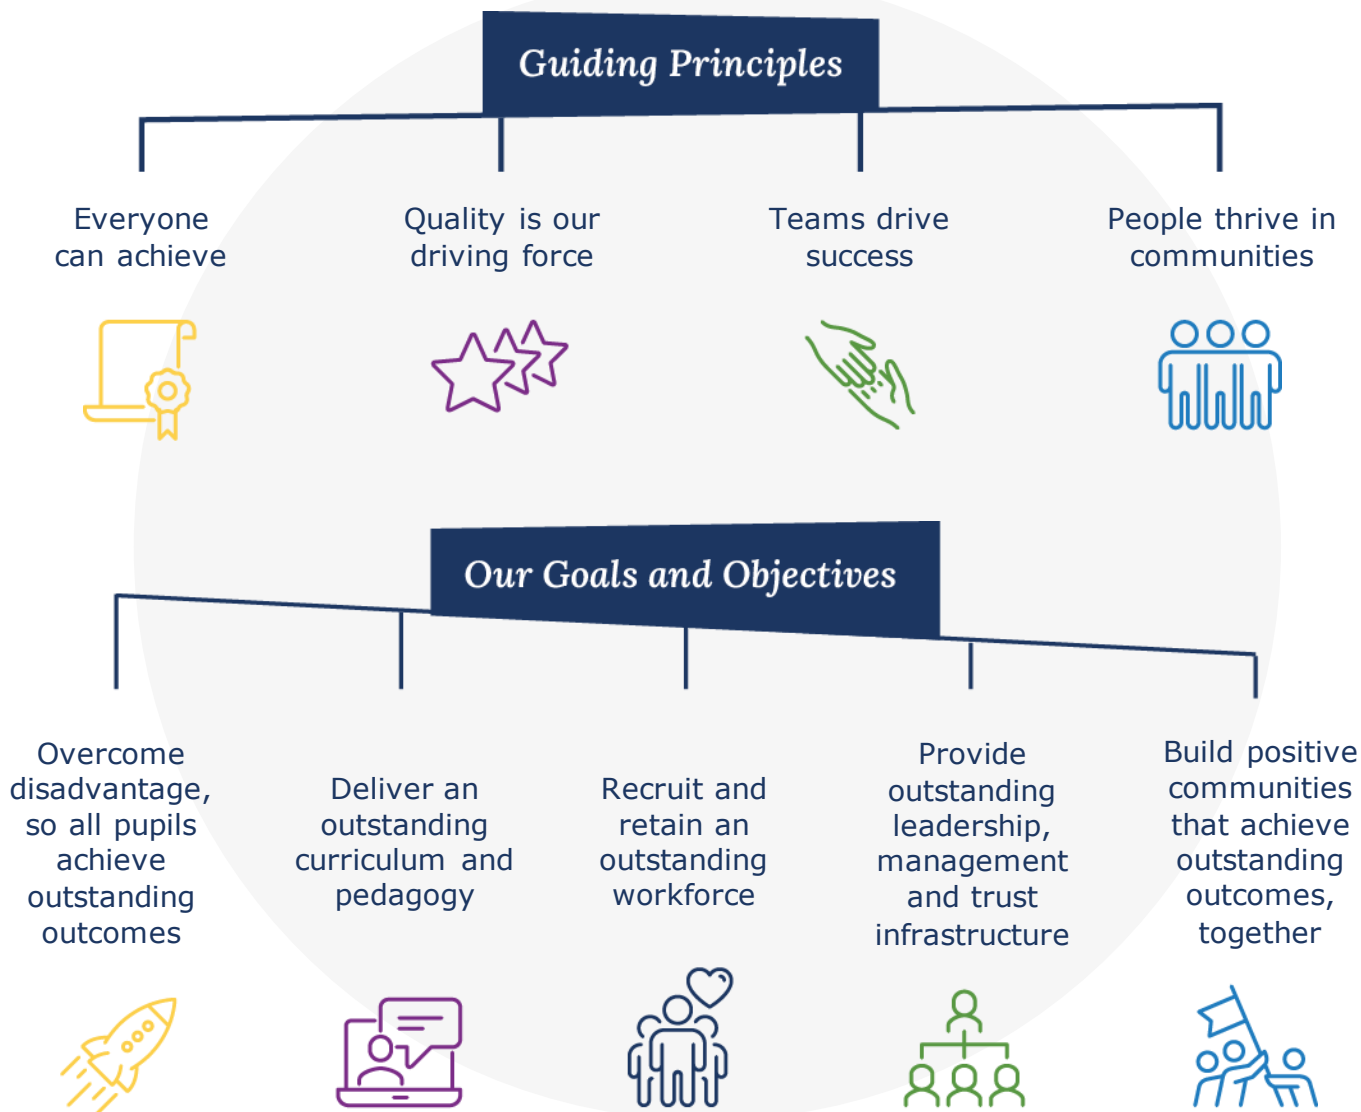 Guiding Principles
Everyone
can achieve
Quality is our
driving force
Teams drive
success
People thrive in
communities
Our Goals and Objectives
Overcome
disadvantage,
so all pupils
achieve
outstanding
outcomes
Deliver an
outstanding
curriculum and
pedagogy
Recruit and
retain an
outstanding
workforce
Provide
outstanding
leadership,
management
and trust
infrastructure
Build positive
communities
that achieve
outstanding
outcomes,
together